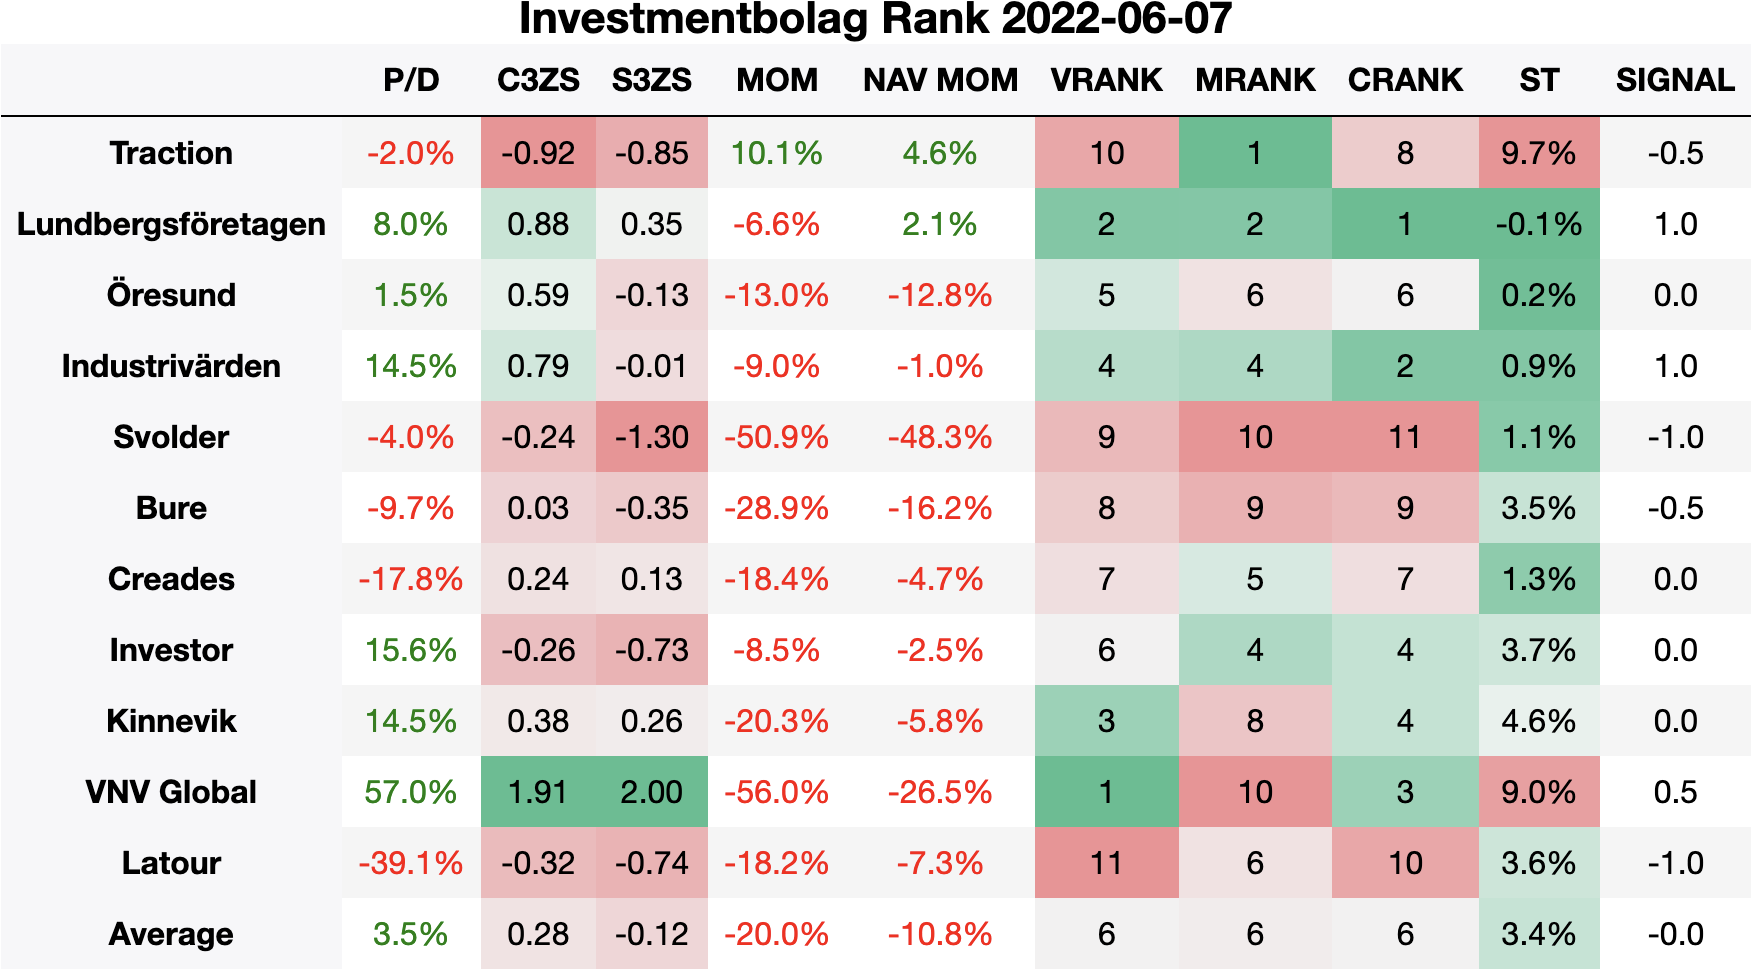 Investmentbolag Rank 2022-06-07
P/D C3ZS S3ZS MOM NAV MOM VRANK MRANK CRANK ST SIGNAL
Traction -2.0% -0.92 -0.85 10.1% 4.6% 10 1 8 9.7% -0.5
Lundbergsföretagen 8.0% 0.88 0.35 -6.6% 2.1% 2 2 1 -0.1% 1.0
Öresund 1.5% 0.59 -0.13 -13.0% -12.8% 5 6 6 0.2% 0.0
Industrivärden 14.5% 0.79 -0.01 -9.0% -1.0% 4 4 2 0.9% 1.0
Svolder -4.0% -0.24 -1.30 -50.9% -48.3% 9 10 11 1.1% -1.0
Bure -9.7% 0.03 -0.35 -28.9% -16.2% 8 9 9 3.5% -0.5
Creades -17.8% 0.24 0.13 -18.4% -4.7% 7 5 7 1.3% 0.0
Investor 15.6% -0.26 -0.73 -8.5% -2.5% 6 4 4 3.7% 0.0
Kinnevik 14.5% 0.38 0.26 -20.3% -5.8% 3 8 4 4.6% 0.0
VNV Global 57.0% 1.91 2.00 -56.0% -26.5% 1 10 3 9.0% 0.5
Latour -39.1% -0.32 -0.74 -18.2% -7.3% 11 6 10 3.6% -1.0
Average 3.5% 0.28 -0.12 -20.0% -10.8% 6 6 6 3.4% -0.0